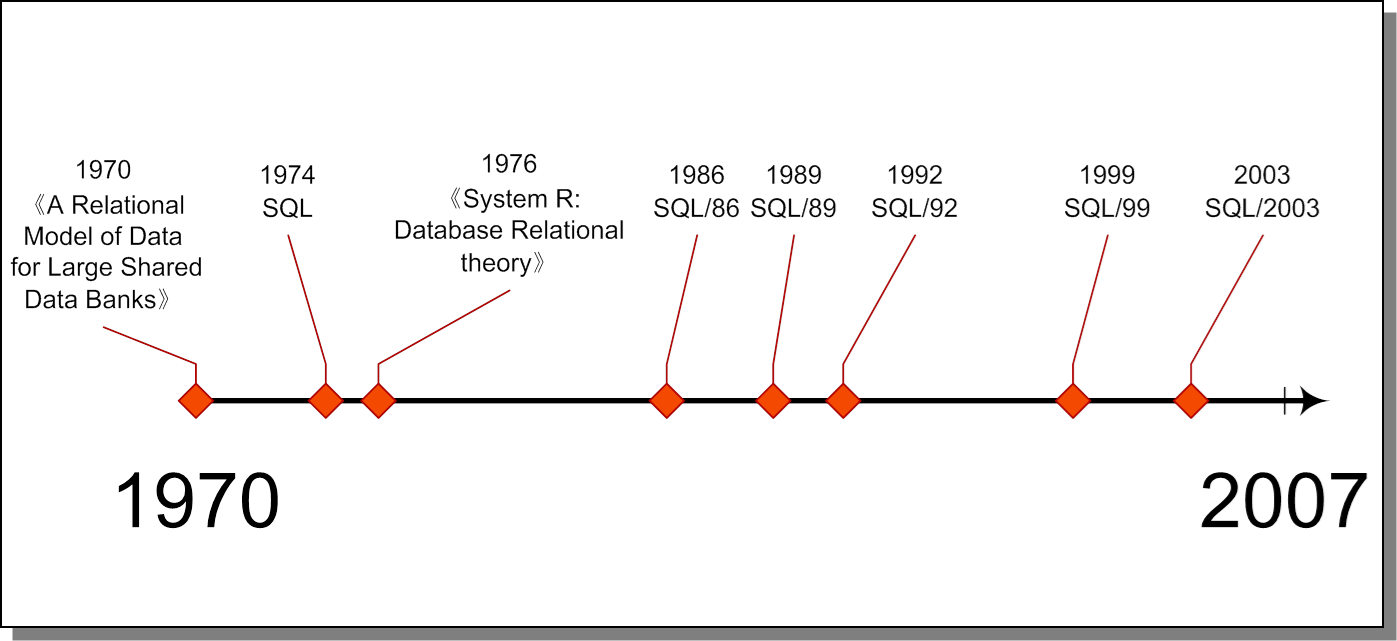 1970
《A Relational
Model of Data
for Large Shared
Data Banks》
1974
SQL
1976
《System R:
Database Relational
theory》
1986
SQL/86
1989
SQL/89
1992
SQL/92
1999
SQL/99
2003
SQL/2003
1970
2007